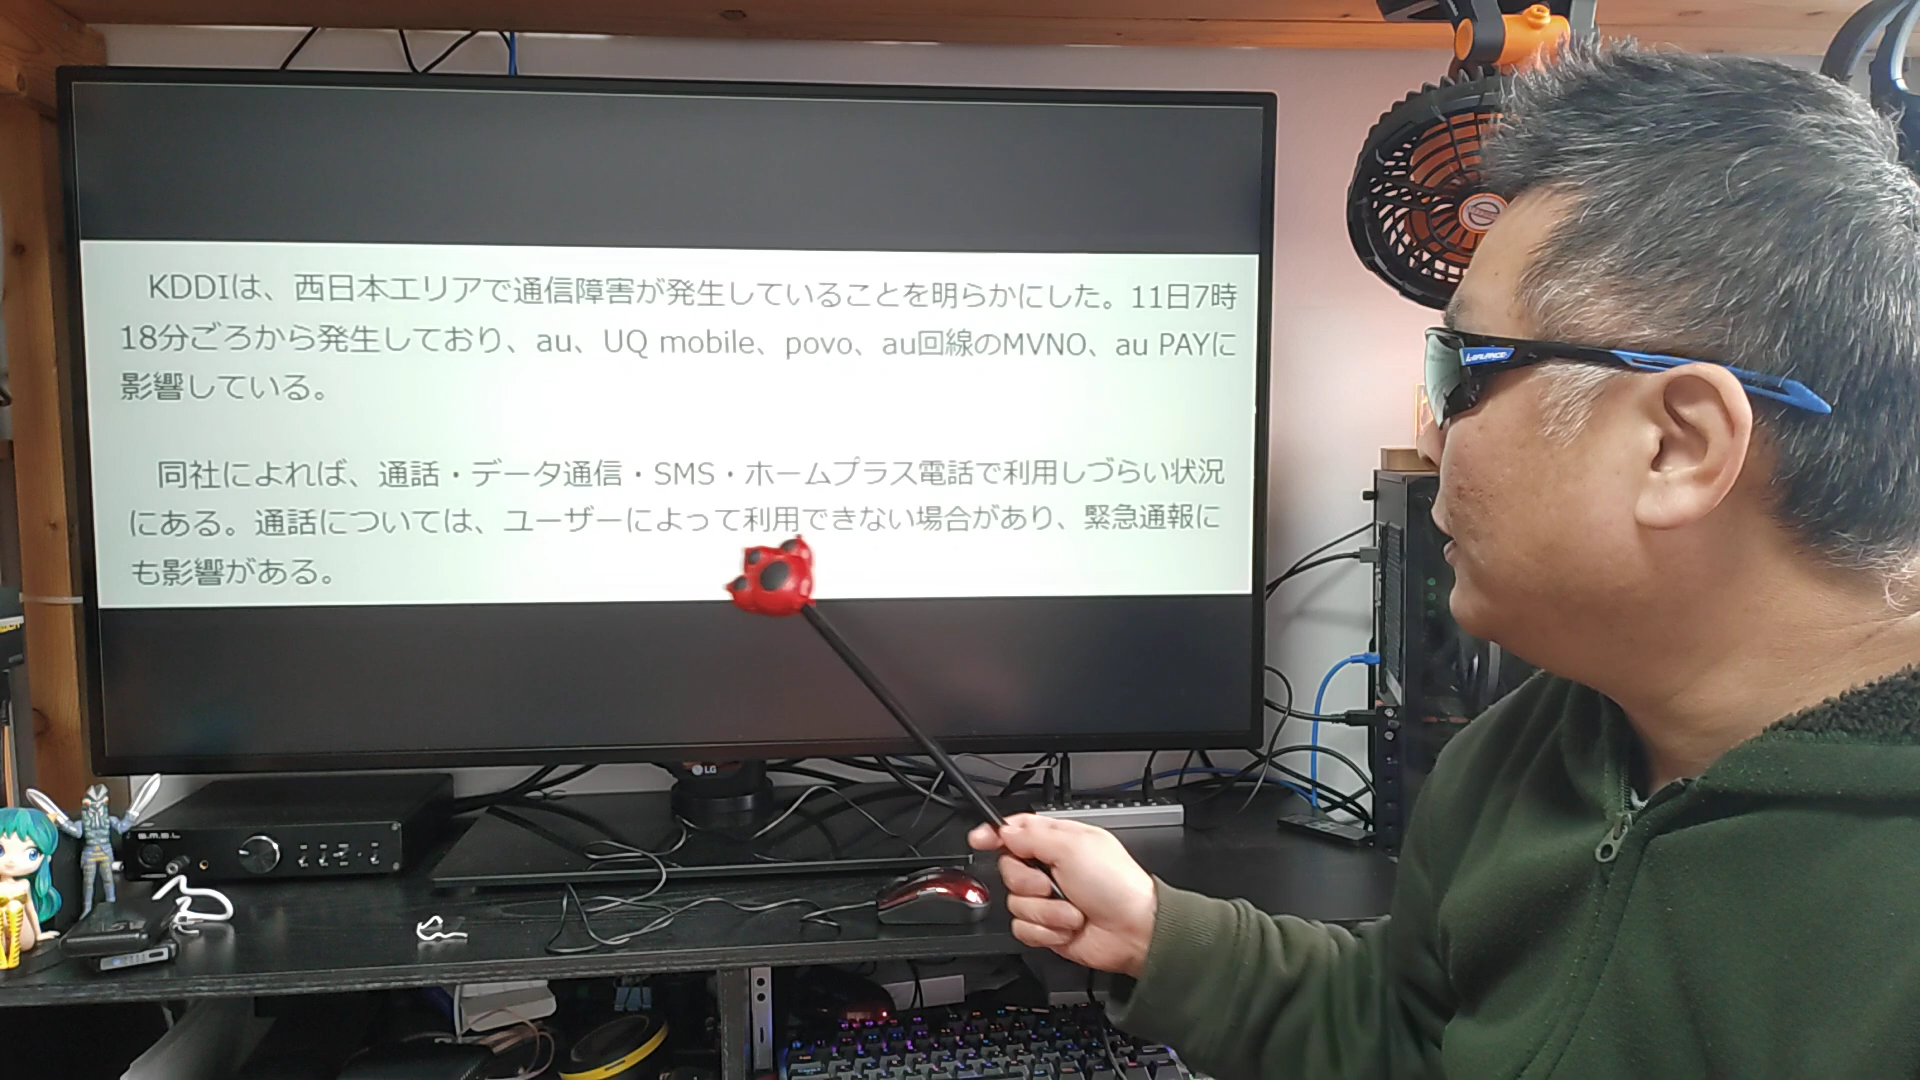 KDDIは、西日本エリアで通信障害が発生していることを明らかにした。11日7時
18分ごろから発生しており、au、UQ mobile、povo、au回線のMVNO、au PAYに
影響している。
同社によれば、通話・データ通信・SMS・ホームプラス電話で利用しづらい状況
にある。通話については、ユーザーによって利用できない場合があり、緊急通報に
も影響がある。
LG
S.M.S.L